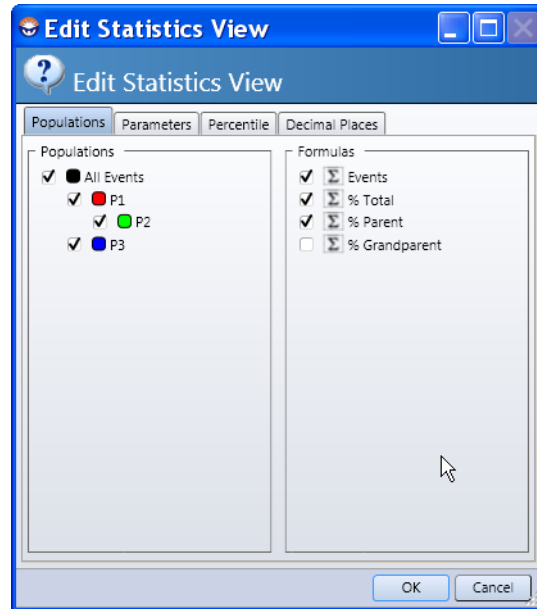 Edit Statistics View
Edit Statistics View
Populations Parameters Percentile Decimal Places
Populations
All Events
P1
P2
P3
Formulas
Σ Events
Σ % Total
Σ % Parent
Σ % Grandparent
OK Cancel